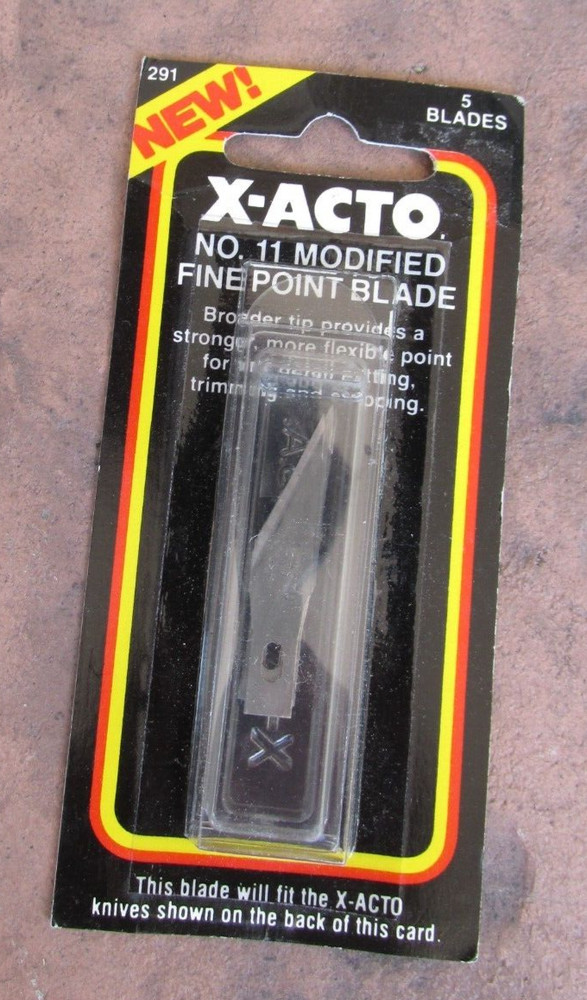 291
NEW!
5
BLADES
X-ACTO.
NO. 11 MODIFIED
FINE POINT BLADE
Broader tip provides a
stronger, more flexible point
for detail cutting,
trimming and
X
This blade will fit the X-ACTO
knives shown on the back of this card.